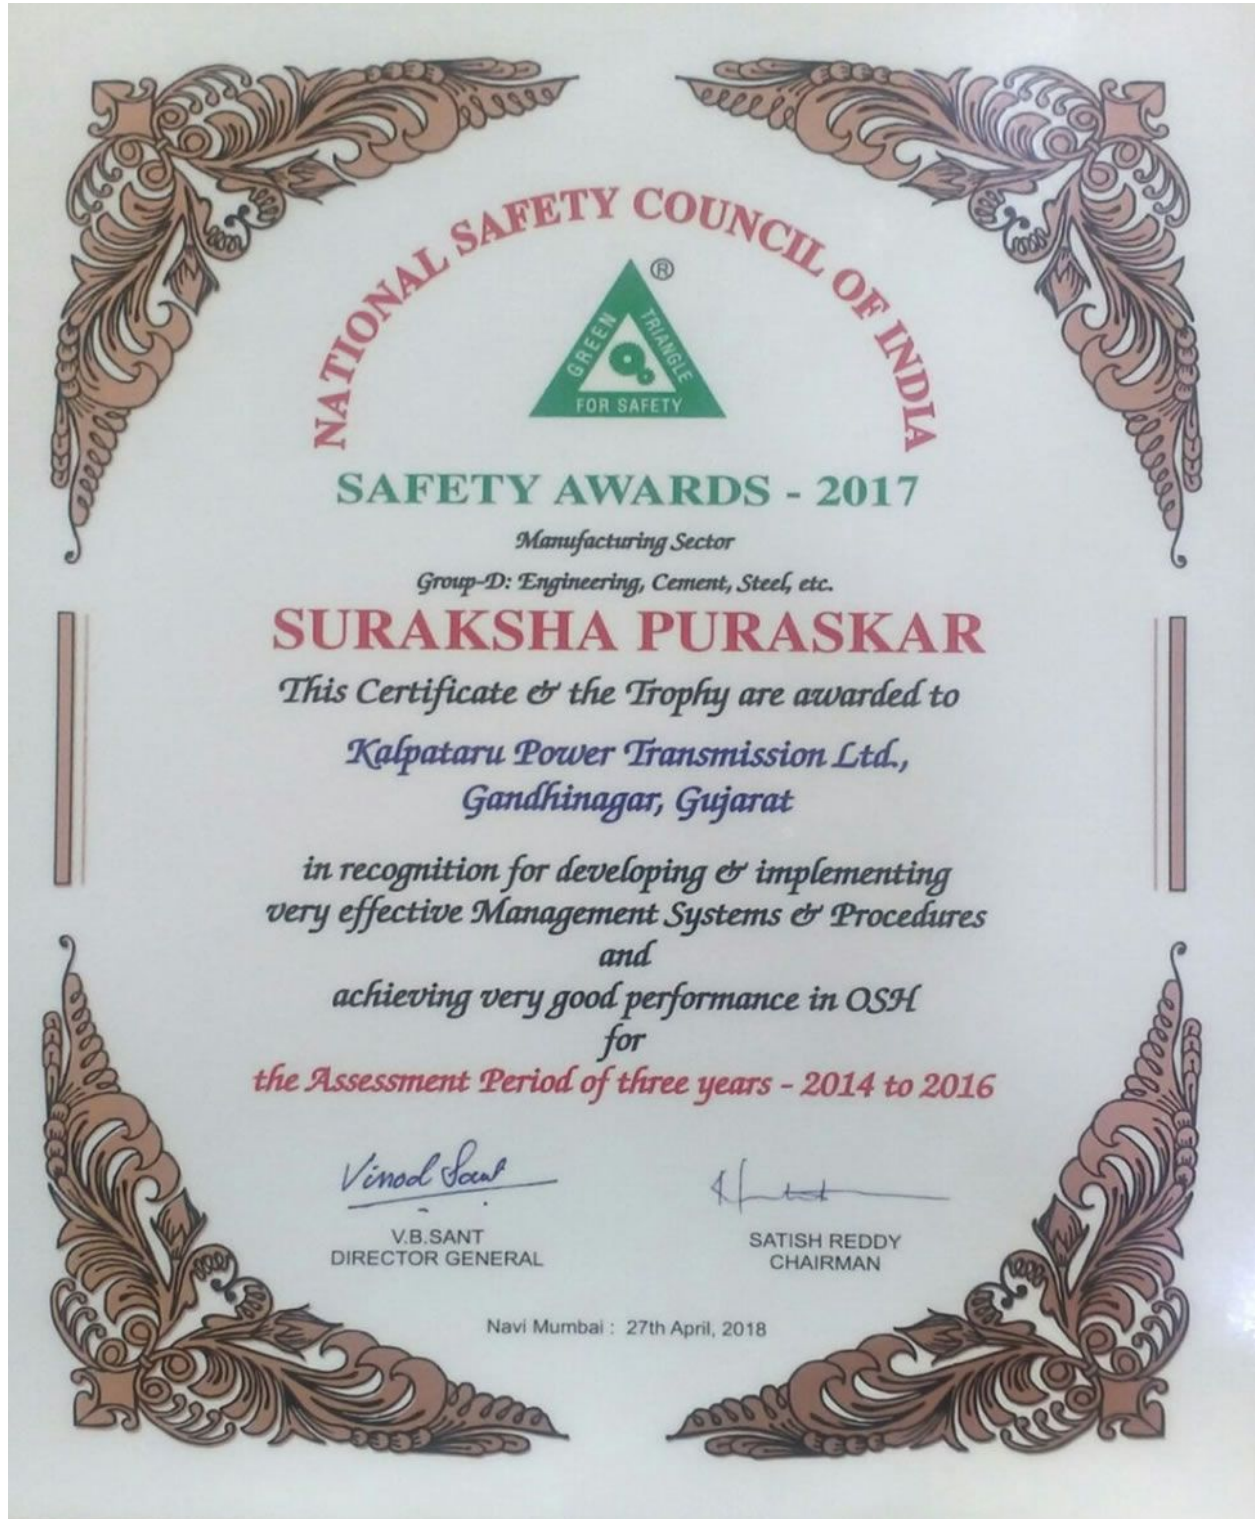 NATIONAL SAFETY COUNCIL OF INDIA
®
GREEN TRIANGLE
FOR SAFETY
SAFETY AWARDS - 2017
Manufacturing Sector
Group-D: Engineering, Cement, Steel, etc.
SURAKSHA PURASKAR
This Certificate & the Trophy are awarded to
Kalpataru Power Transmission Ltd.,
Gandhinagar, Gujarat
in recognition for developing & implementing
very effective Management Systems & Procedures
and
achieving very good performance in OSH
for
the Assessment Period of three years - 2014 to 2016
Vinod Sant
V.B.SANT
DIRECTOR GENERAL
SATISH REDDY
CHAIRMAN
Navi Mumbai : 27th April, 2018